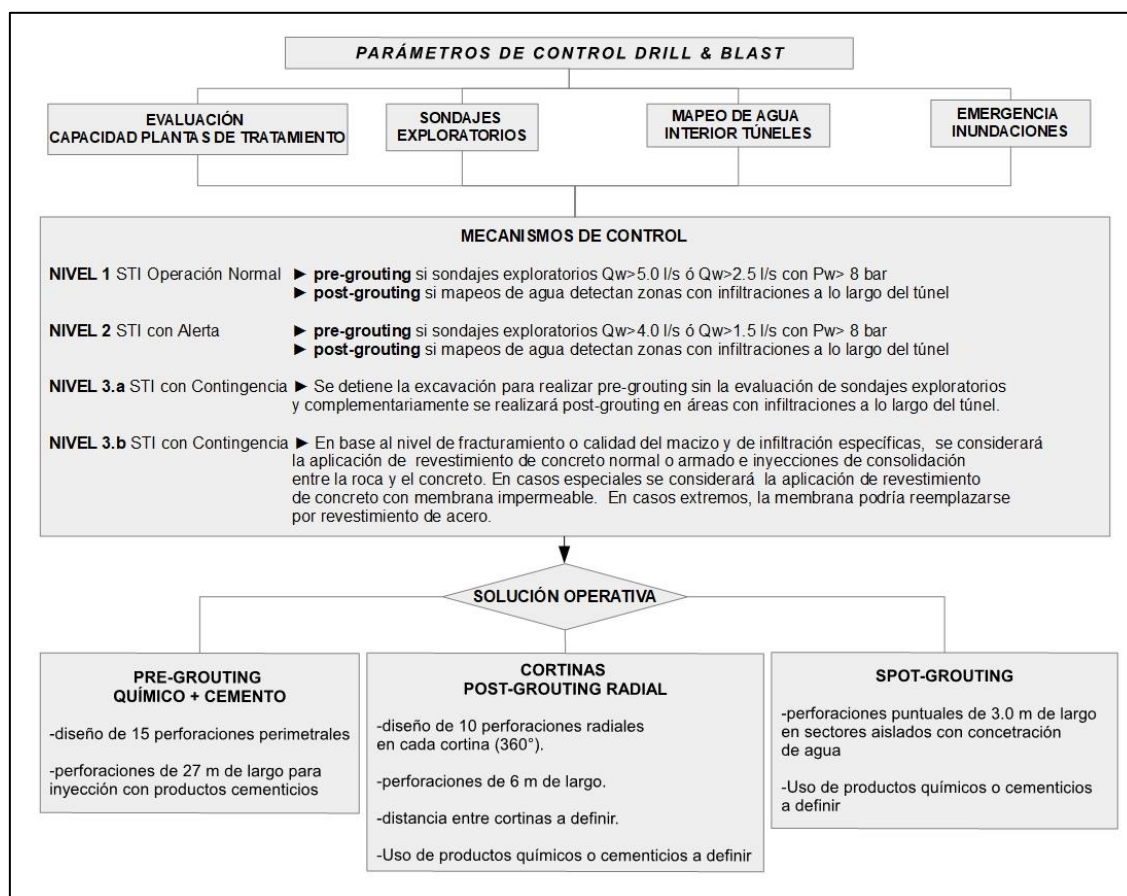 PARÁMETROS DE CONTROL DRILL & BLAST
EVALUACIÓN
CAPACIDAD PLANTAS DE TRATAMIENTO
SONDAJES
EXPLORATORIOS
MAPEO DE AGUA
INTERIOR TÚNELES
EMERGENCIA
INUNDACIONES
MECANISMOS DE CONTROL
NIVEL 1 STI Operación Normal ► pre-grouting si sondajes exploratorios Qw>5.0 l/s ó Qw>2.5 l/s con Pw> 8 bar
► post-grouting si mapeos de agua detectan zonas con infiltraciones a lo largo del túnel
NIVEL 2 STI con Alerta ► pre-grouting si sondajes exploratorios Qw>4.0 l/s ó Qw>1.5 l/s con Pw> 8 bar
► post-grouting si mapeos de agua detectan zonas con infiltraciones a lo largo del túnel
NIVEL 3.a STI con Contingencia ► Se detiene la excavación para realizar pre-grouting sin la evaluación de sondajes exploratorios
y complementariamente se realizará post-grouting en áreas con infiltraciones a lo largo del túnel.
NIVEL 3.b STI con Contingencia ► En base al nivel de fracturamiento o calidad del macizo y de infiltración específicas, se considerará
la aplicación de revestimiento de concreto normal o armado e inyecciones de consolidación
entre la roca y el concreto. En casos especiales se considerará la aplicación de revestimiento
de concreto con membrana impermeable. En casos extremos, la membrana podría reemplazarse
por revestimiento de acero.
SOLUCIÓN OPERATIVA
PRE-GROUTING
QUÍMICO + CEMENTO
-diseño de 15 perforaciones perimetrales
-perforaciones de 27 m de largo para
inyección con productos cementicios
CORTINAS
POST-GROUTING RADIAL
-diseño de 10 perforaciones radiales
en cada cortina (360°).
-perforaciones de 6 m de largo.
-distancia entre cortinas a definir.
-Uso de productos químicos o cementicios a definir
SPOT-GROUTING
-perforaciones puntuales de 3.0 m de largo
en sectores aislados con concetración
de agua
-Uso de productos químicos o cementicios
a definir